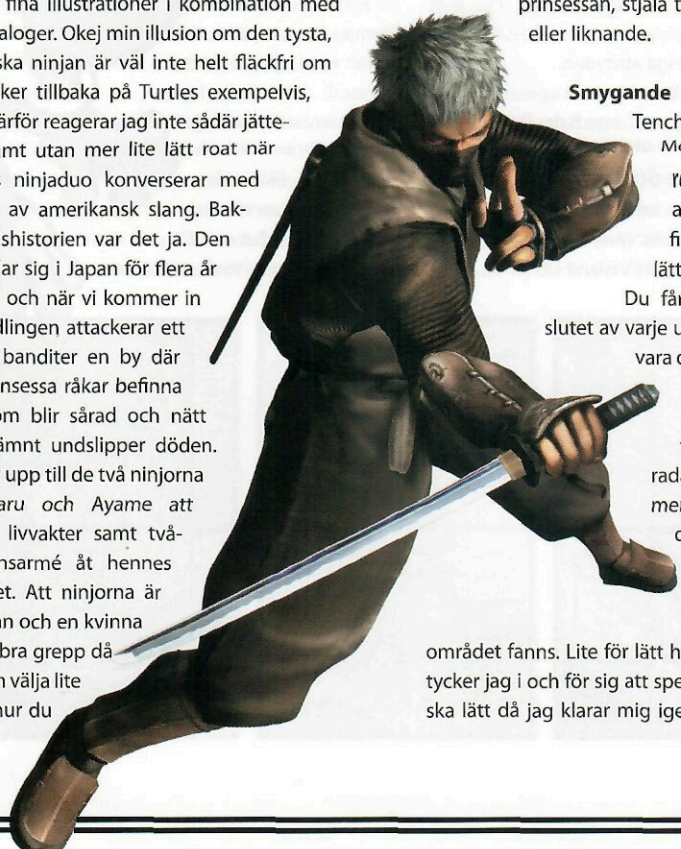 fina illustrationer i kombination med
aloger. Okej min illusion om den tysta,
ska ninjan är väl inte helt fläckfri om
ker tillbaka på Turtles exempelvis,
ärför reagerar jag inte sådär jätte-
amt utan mer lite lätt roat när
ninjaduo konverserar med
av amerikansk slang. Bak-
shistorien var det ja. Den
ar sig i Japan för flera år
och när vi kommer in
dlingen attackerar ett
banditer en by där
nsessa råkar befinna
om blir sårad och nätt
ämnt undslipper döden.
r upp till de två ninjorna
aru och Ayame att
livvakter samt två-
nsarmé åt hennes
et. Att ninjorna är
an och en kvinna
bra grepp då
n välja lite
nur du
prinsessan, stjäla t
eller liknande.
Smygande
Tench
Me
r
a
fi
lätt
Du får
slutet av varje u
vara
rada
mer
området fanns. Lite för lätt h
tycker jag i och för sig att spe
ska lätt då jag klarar mig ige